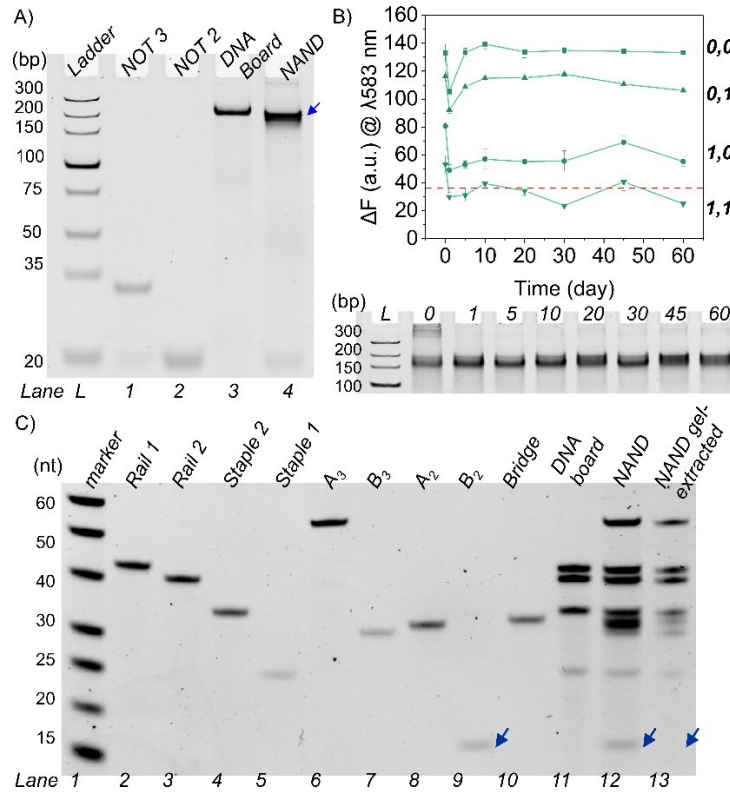 A)
(bp)
Ladder
NOT 3
NOT 2
DNA Board
NAND
300
200
150
100
75
50
35
20
Lane L 1 2 3 4
B)
ΔF (a.u.) @ λ583 nm
160
140
120
100
80
60
40
20
0
0,0
0,1
1,0
1,1
0 10 20 30 40 50 60
Time (day)
(bp) L 0 1 5 10 20 30 45 60
300
200
150
100
C)
(nt)
marker
Rail 1
Rail 2
Staple 2
Staple 1
A3
B3
A2
B2
Bridge
DNA board
NAND
NAND gel-extracted
60
50
40
30
25
20
15
Lane 1 2 3 4 5 6 7 8 9 10 11 12 13